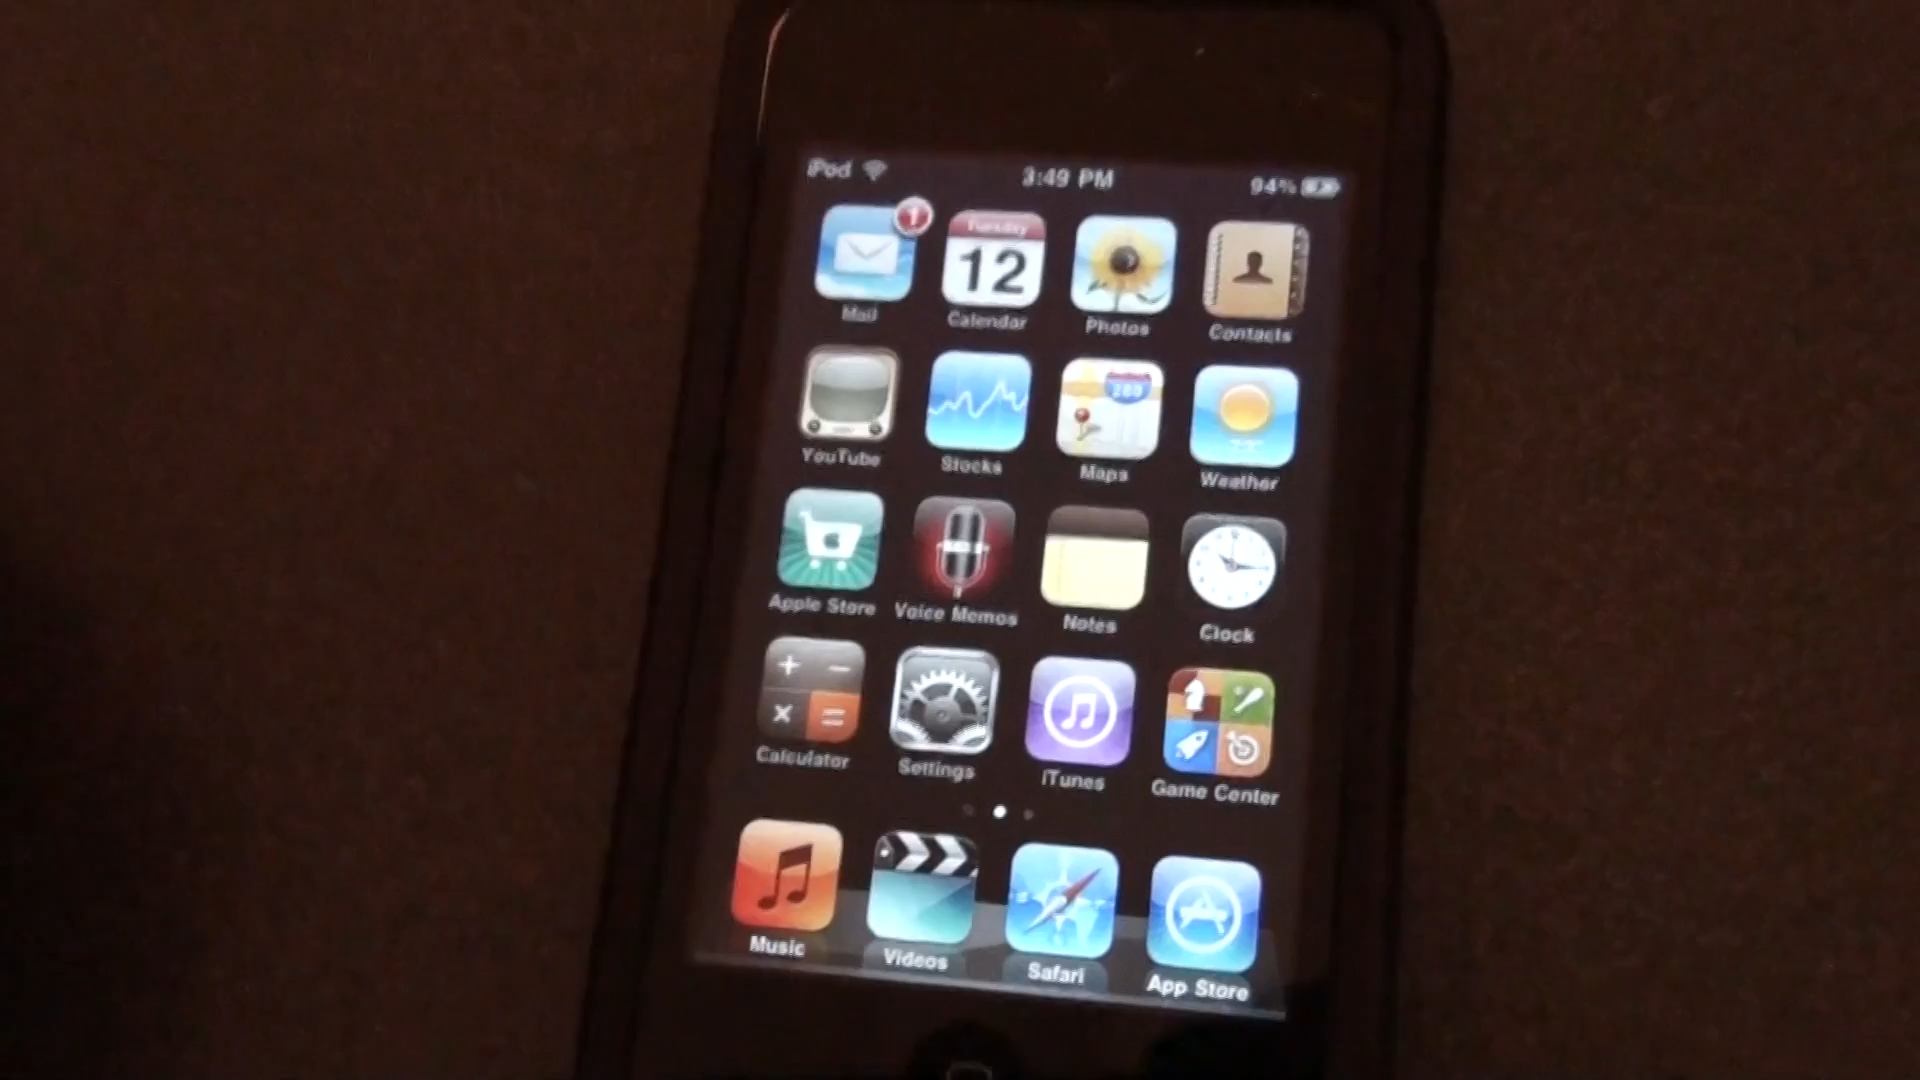 iPod 3:49 PM 94%
1
Tuesday
12
Mail Calendar Photos Contacts
280
YouTube Stocks Maps Weather
Apple Store Voice Memos Notes Clock
+ −
× =
Calculator Settings iTunes Game Center
Music Videos Safari App Store